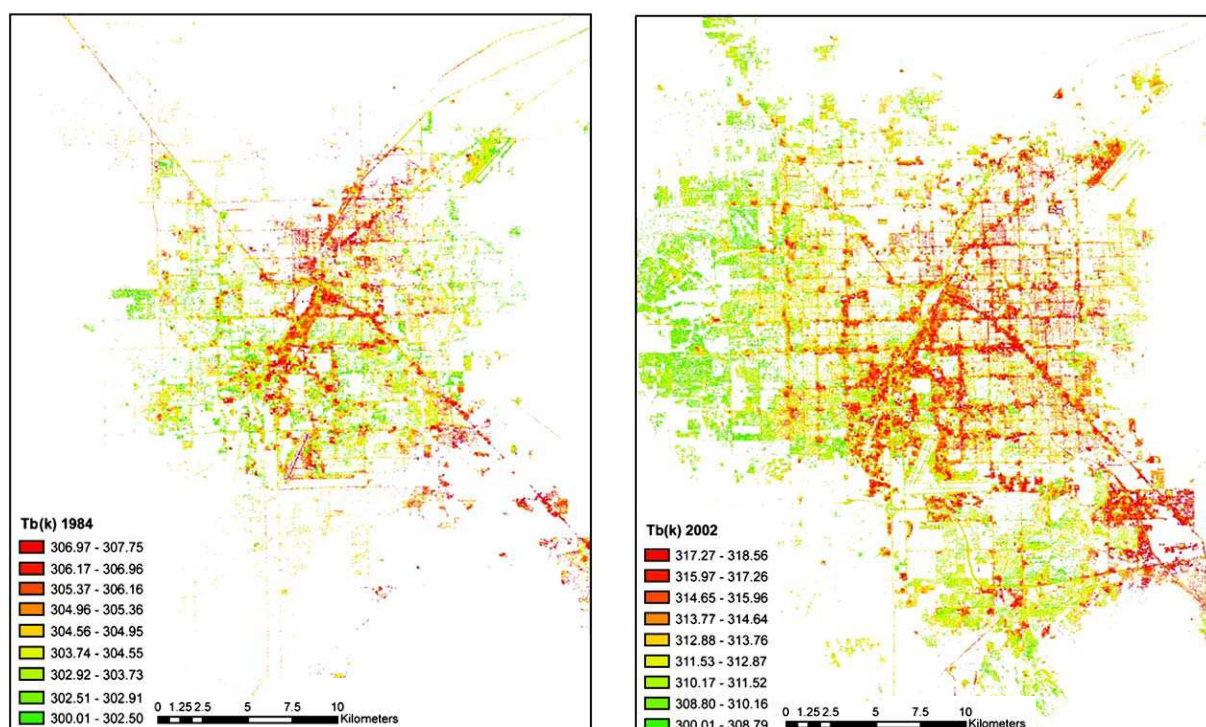 Tb(k) 1984
306.97 - 307.75
306.17 - 306.96
305.37 - 306.16
304.96 - 305.36
304.56 - 304.95
303.74 - 304.55
302.92 - 303.73
302.51 - 302.91
300.01 - 302.50
0 1.25 2.5 5 7.5 10
Kilometers
Tb(k) 2002
317.27 - 318.56
315.97 - 317.26
314.65 - 315.96
313.77 - 314.64
312.88 - 313.76
311.53 - 312.87
310.17 - 311.52
308.80 - 310.16
300.01 - 308.79
0 1.25 2.5 5 7.5 10
Kilometers